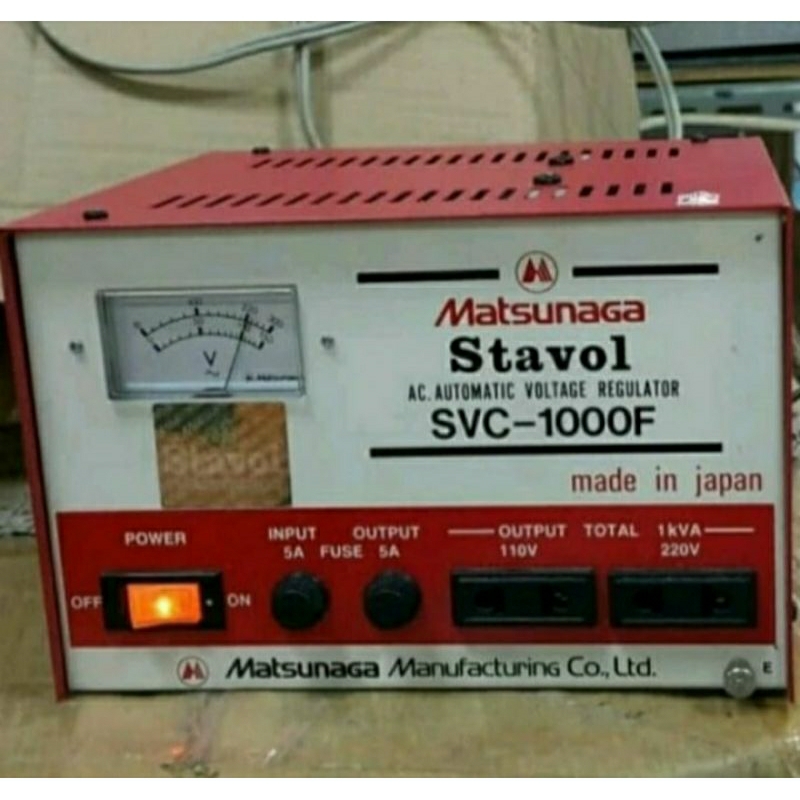 Matsunaga
Stavol
AC. AUTOMATIC VOLTAGE REGULATOR
SVC-1000F
made in japan
V
Stavol
POWER
OFF
ON
INPUT OUTPUT
5A FUSE 5A
OUTPUT TOTAL 1kVA
110V 220V
Matsunaga Manufacturing Co., Ltd.
E